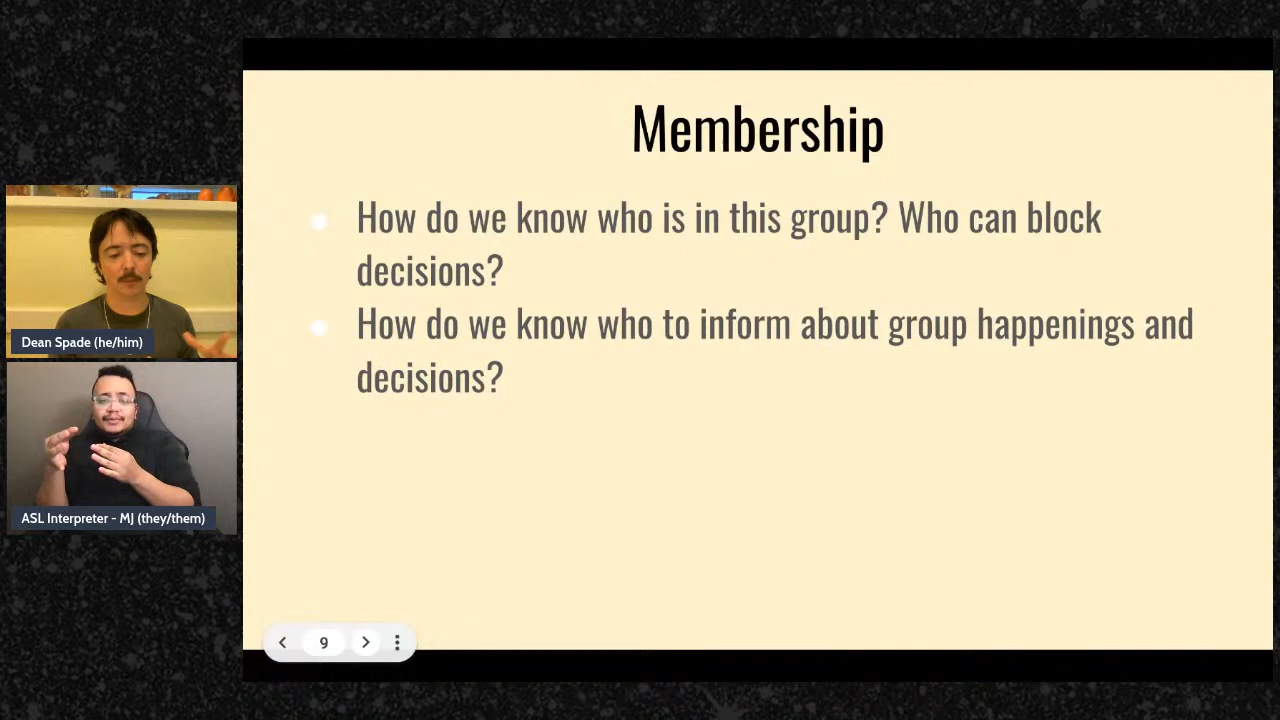 Membership
How do we know who is in this group? Who can block
decisions?
How do we know who to inform about group happenings and
decisions?
Dean Spade (he/him)
ASL Interpreter - MJ (they/them)
9